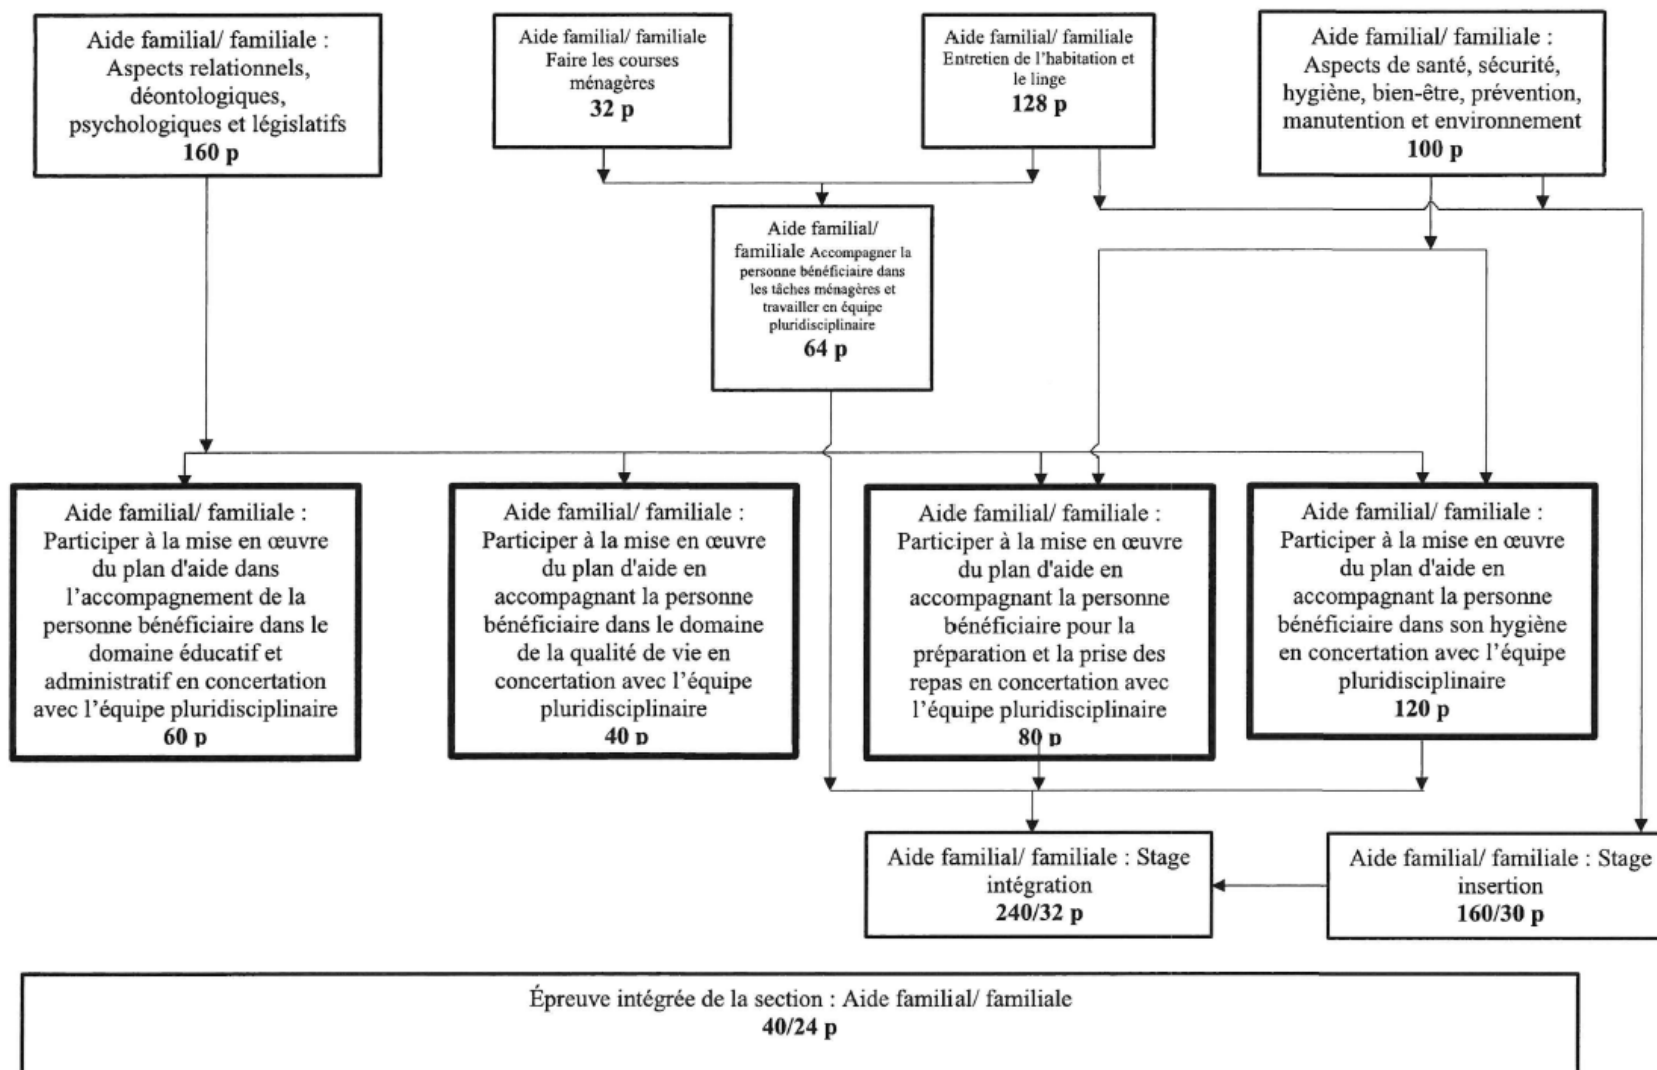 Aide familial/ familiale :
Aspects relationnels,
déontologiques,
psychologiques et législatifs
160 p
Aide familial/ familiale
Faire les courses
ménagères
32 p
Aide familial/ familiale
Entretien de l'habitation et
le linge
128 p
Aide familial/ familiale :
Aspects de santé, sécurité,
hygiène, bien-être, prévention,
manutention et environnement
100 p
Aide familial/
familiale Accompagner la
personne bénéficiaire dans
les tâches ménagères et
travailler en équipe
pluridisciplinaire
64 p
Aide familial/ familiale :
Participer à la mise en œuvre
du plan d'aide dans
l'accompagnement de la
personne bénéficiaire dans le
domaine éducatif et
administratif en concertation
avec l'équipe pluridisciplinaire
60 p
Aide familial/ familiale :
Participer à la mise en œuvre
du plan d'aide en
accompagnant la personne
bénéficiaire dans le domaine
de la qualité de vie en
concertation avec l'équipe
pluridisciplinaire
40 p
Aide familial/ familiale :
Participer à la mise en œuvre
du plan d'aide en
accompagnant la personne
bénéficiaire pour la
préparation et la prise des
repas en concertation avec
l'équipe pluridisciplinaire
80 p
Aide familial/ familiale :
Participer à la mise en œuvre
du plan d'aide en
accompagnant la personne
bénéficiaire dans son hygiène
en concertation avec l'équipe
pluridisciplinaire
120 p
Aide familial/ familiale : Stage
intégration
240/32 p
Aide familial/ familiale : Stage
insertion
160/30 p
Épreuve intégrée de la section : Aide familial/ familiale
40/24 p